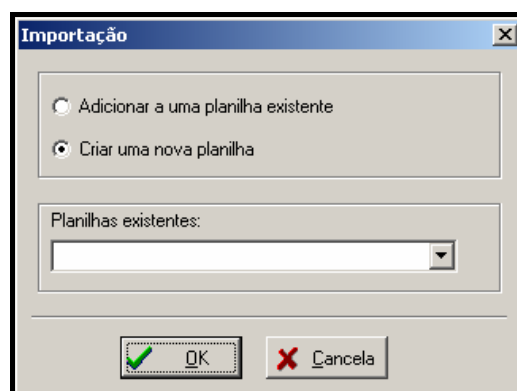 Importação
Adicionar a uma planilha existente
Criar uma nova planilha
Planilhas existentes:
OK
Cancela